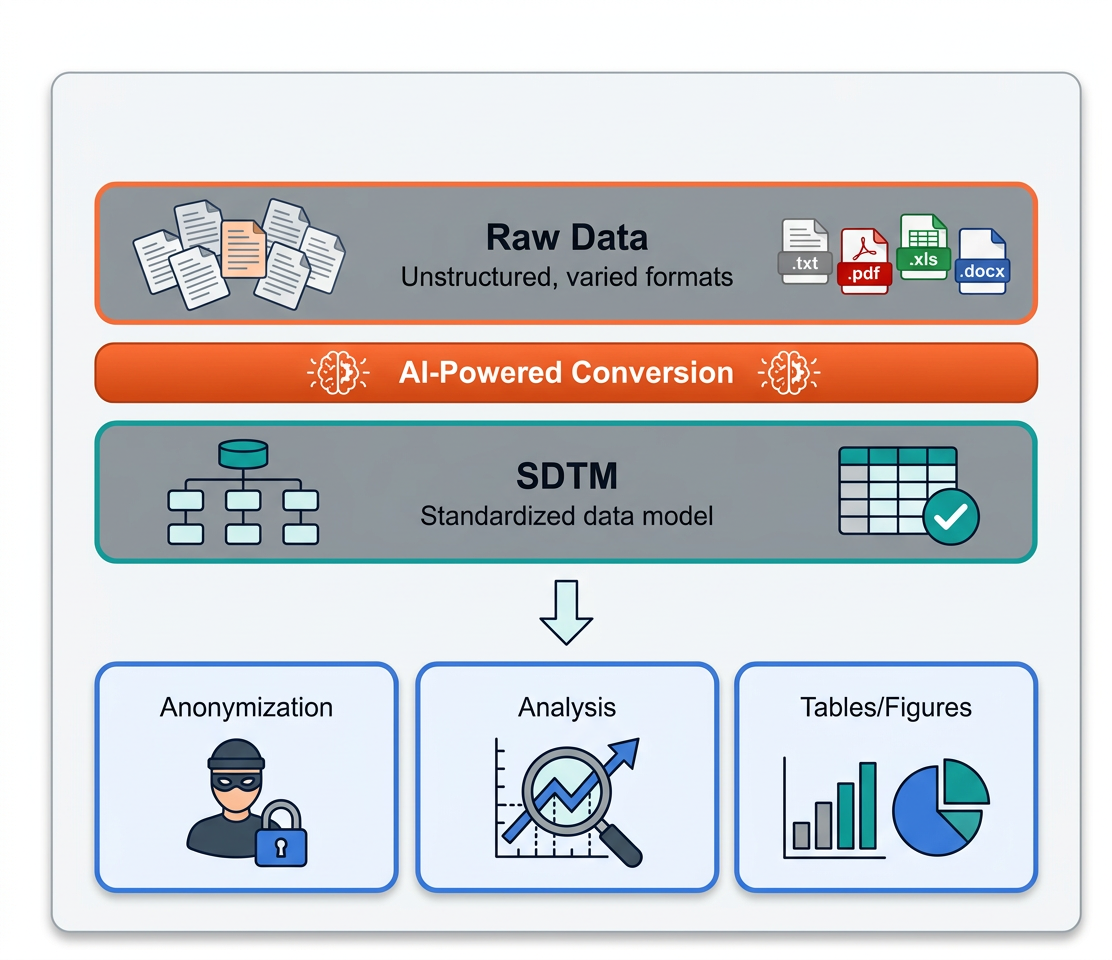 Raw Data
Unstructured, varied formats
.txt
.pdf
.xls
.docx
AI-Powered Conversion
SDTM
Standardized data model
Anonymization
Analysis
Tables/Figures